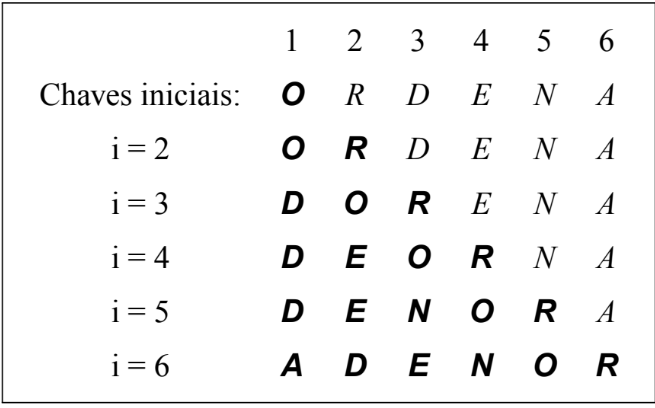 1 2 3 4 5 6
Chaves iniciais: O R D E N A
i = 2 O R D E N A
i = 3 D O R E N A
i = 4 D E O R N A
i = 5 D E N O R A
i = 6 A D E N O R